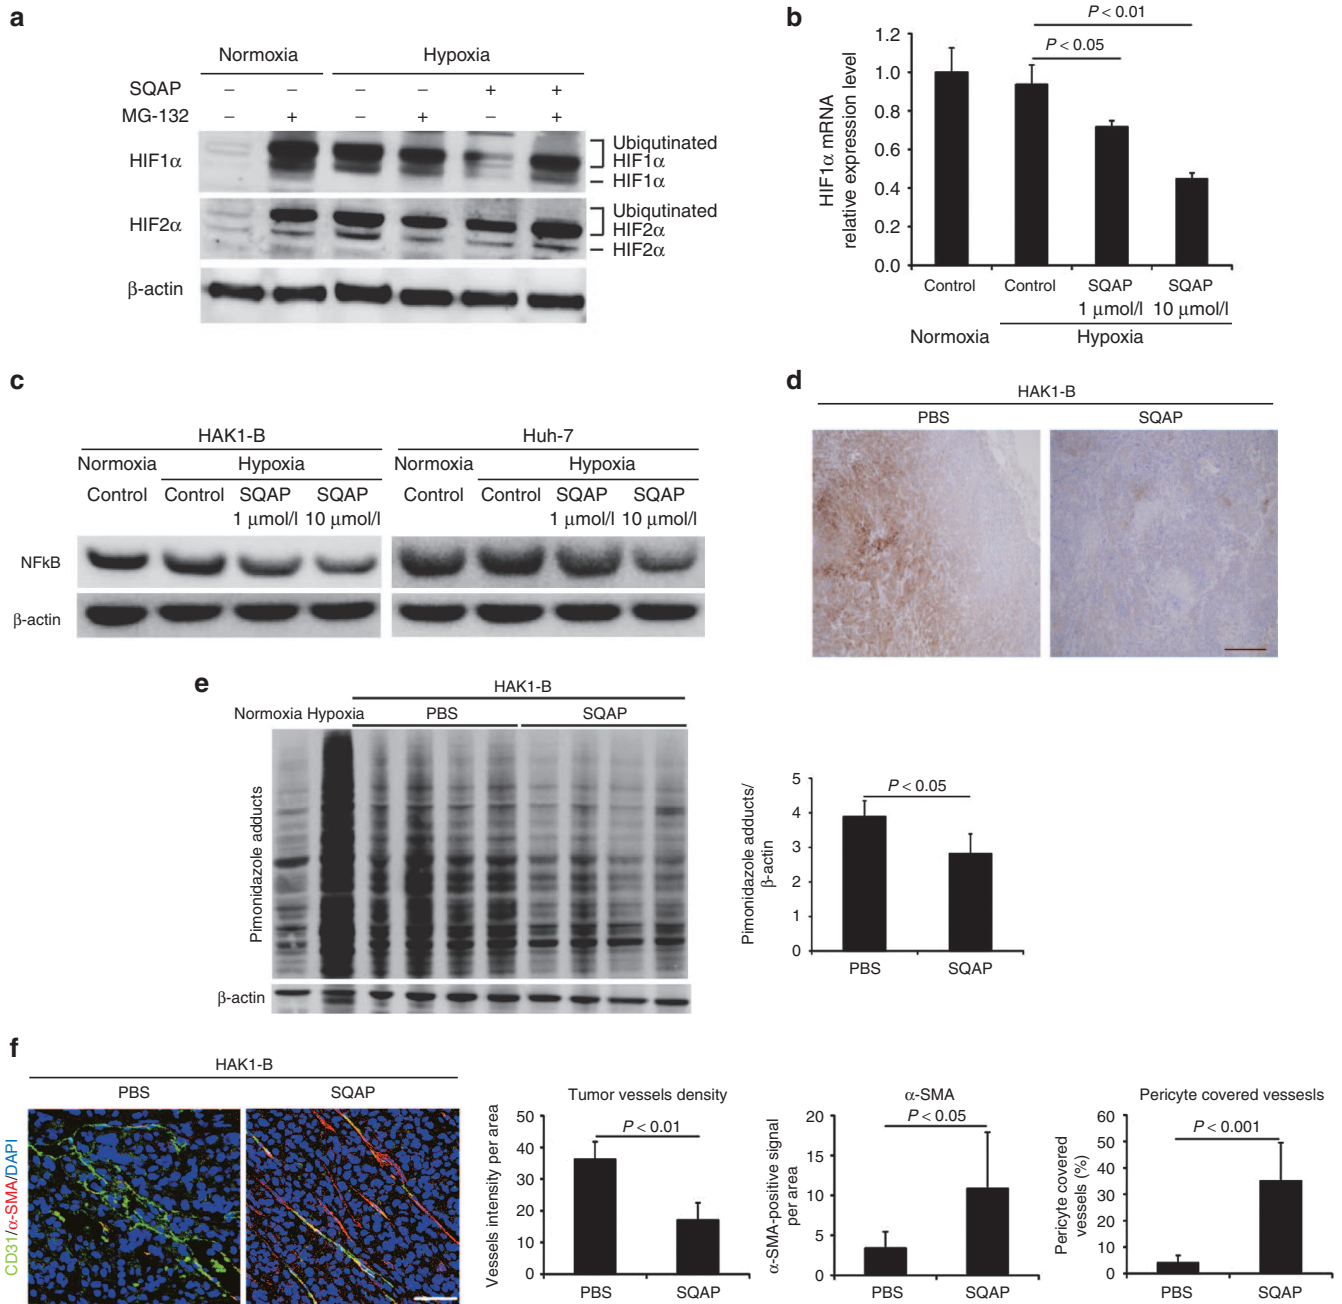 a
Normoxia Hypoxia
SQAP – – – – + +
MG-132 – + – + – +
HIF1α
Ubiqutinated
HIF1α
HIF1α
HIF2α
Ubiqutinated
HIF2α
HIF2α
β-actin
b
P < 0.01
P < 0.05
HIF1α mRNA
relative expression level
1.2
1.0
0.8
0.6
0.4
0.2
0.0
Control Control SQAP SQAP
1 μmol/l 10 μmol/l
Normoxia Hypoxia
c
HAK1-B Huh-7
Normoxia Hypoxia Normoxia Hypoxia
Control Control SQAP SQAP Control Control SQAP SQAP
1 μmol/l 10 μmol/l 1 μmol/l 10 μmol/l
NFkB
β-actin
d
HAK1-B
PBS SQAP
e
HAK1-B
Normoxia Hypoxia PBS SQAP
Pimonidazole adducts
β-actin
Pimonidazole adducts/
β-actin
5
4
3
2
1
0
P < 0.05
PBS SQAP
f
HAK1-B
PBS SQAP
CD31/α-SMA/DAPI
Tumor vessels density
P < 0.01
Vessels intensity per area
50
40
30
20
10
0
PBS SQAP
α-SMA
P < 0.05
α-SMA-positive signal
per area
20
15
10
5
0
PBS SQAP
Pericyte covered vessesls
P < 0.001
Pericyte covered
vessels (%)
60
50
40
30
20
10
0
PBS SQAP